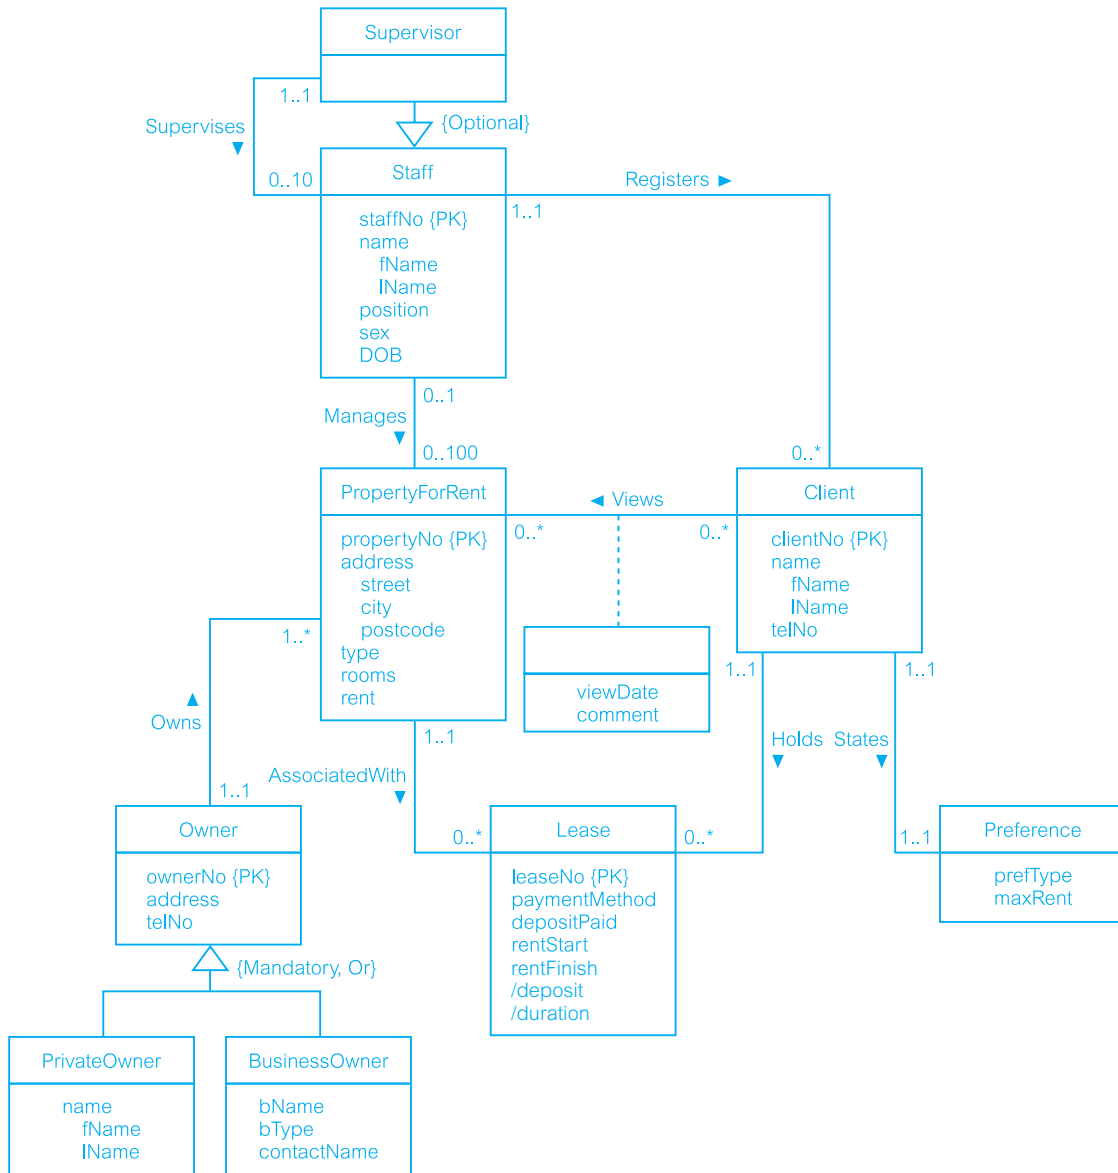 Supervisor
1..1
{Optional}
Supervises ▼
0..10
Staff
staffNo {PK}
name
fName
lName
position
sex
DOB
Registers ►
1..1
0..1
Manages ▼
0..100
0..*
PropertyForRent
propertyNo {PK}
address
street
city
postcode
type
rooms
rent
◄ Views
0..*
0..*
Client
clientNo {PK}
name
fName
lName
telNo
viewDate
comment
1..*
▲
Owns
1..1
1..1
AssociatedWith ▼
0..*
1..1
Holds ▼
0..*
1..1
States ▼
1..1
Owner
ownerNo {PK}
address
telNo
Lease
leaseNo {PK}
paymentMethod
depositPaid
rentStart
rentFinish
/deposit
/duration
Preference
prefType
maxRent
{Mandatory, Or}
PrivateOwner
name
fName
lName
BusinessOwner
bName
bType
contactName